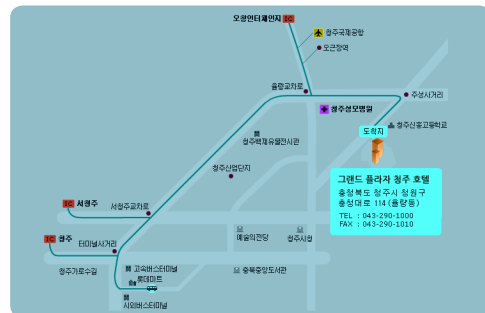 오창인터체인지 IC
청주국제공항
오근장역
율량교차로
주성사거리
청주성모병원
청주신흥고등학교
도착지
청주백제유물전시관
청주산업단지
그랜드 플라자 청주 호텔
충청북도 청주시 청원구
충청대로 114 (율량동)
TEL : 043-290-1000
FAX : 043-290-1010
IC 서청주
서청주교차로
IC 청주
터미널사거리
예술의전당
청주시청
청주가로수길
고속버스터미널
롯데마트
충북중앙도서관
시외버스터미널